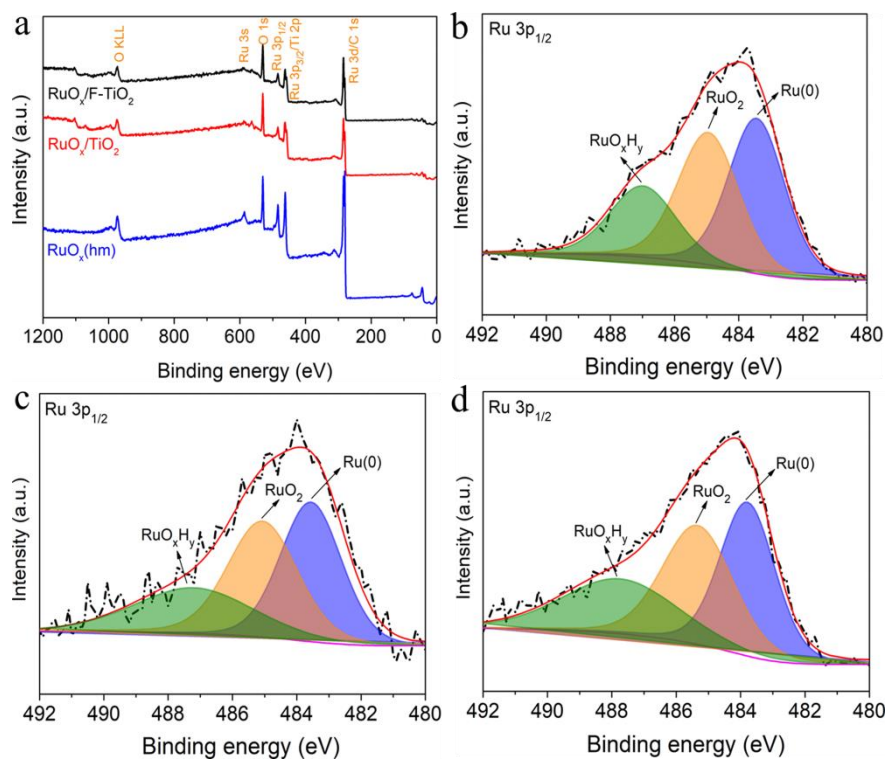 a
O KLL
Ru 3s
O 1s
Ru 3p1/2
Ru 3p3/2/Ti 2p
Ru 3d/C 1s
RuOx/F-TiO2
RuOx/TiO2
RuOx(hm)
Intensity (a.u.)
1200 1000 800 600 400 200 0
Binding energy (eV)
b
Ru 3p1/2
RuOxHy
RuO2
Ru(0)
Intensity (a.u.)
492 490 488 486 484 482 480
Binding energy (eV)
c
Ru 3p1/2
RuOxHy
RuO2
Ru(0)
Intensity (a.u.)
492 490 488 486 484 482 480
Binding energy (eV)
d
Ru 3p1/2
RuOxHy
RuO2
Ru(0)
Intensity (a.u.)
492 490 488 486 484 482 480
Binding energy (eV)